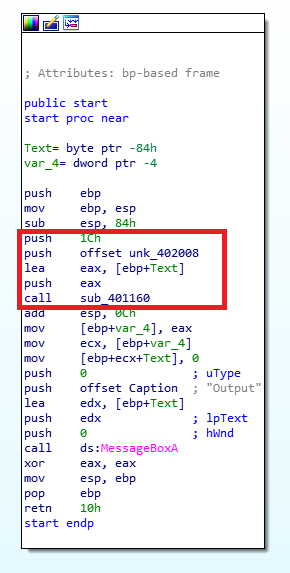 ; Attributes: bp-based frame
public start
start proc near
Text= byte ptr -84h
var_4= dword ptr -4
push    ebp
mov     ebp, esp
sub     esp, 84h
push    1Ch
push    offset unk_402008
lea     eax, [ebp+Text]
push    eax
call    sub_401160
add     esp, 0Ch
mov     [ebp+var_4], eax
mov     ecx, [ebp+var_4]
mov     [ebp+ecx+Text], 0
push    0               ; uType
push    offset Caption  ; "Output"
lea     edx, [ebp+Text]
push    edx             ; lpText
push    0               ; hWnd
call    ds:MessageBoxA
xor     eax, eax
mov     esp, ebp
pop     ebp
retn    10h
start endp